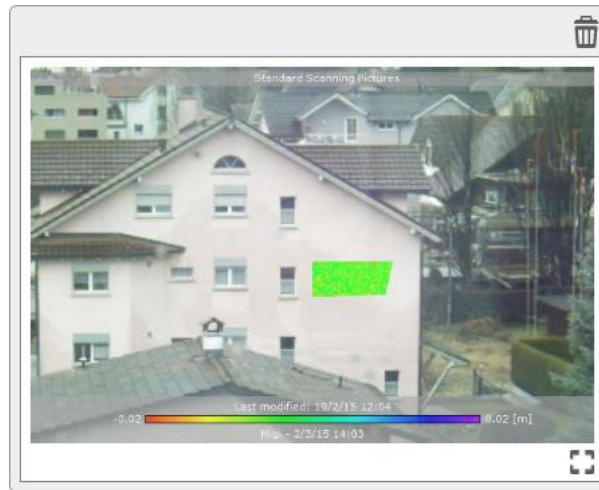 Standard Scanning Pictures
Last modified: 19/2/15 12:04
-0.02 0.02 [m]
Migi - 2/3/15 14:03